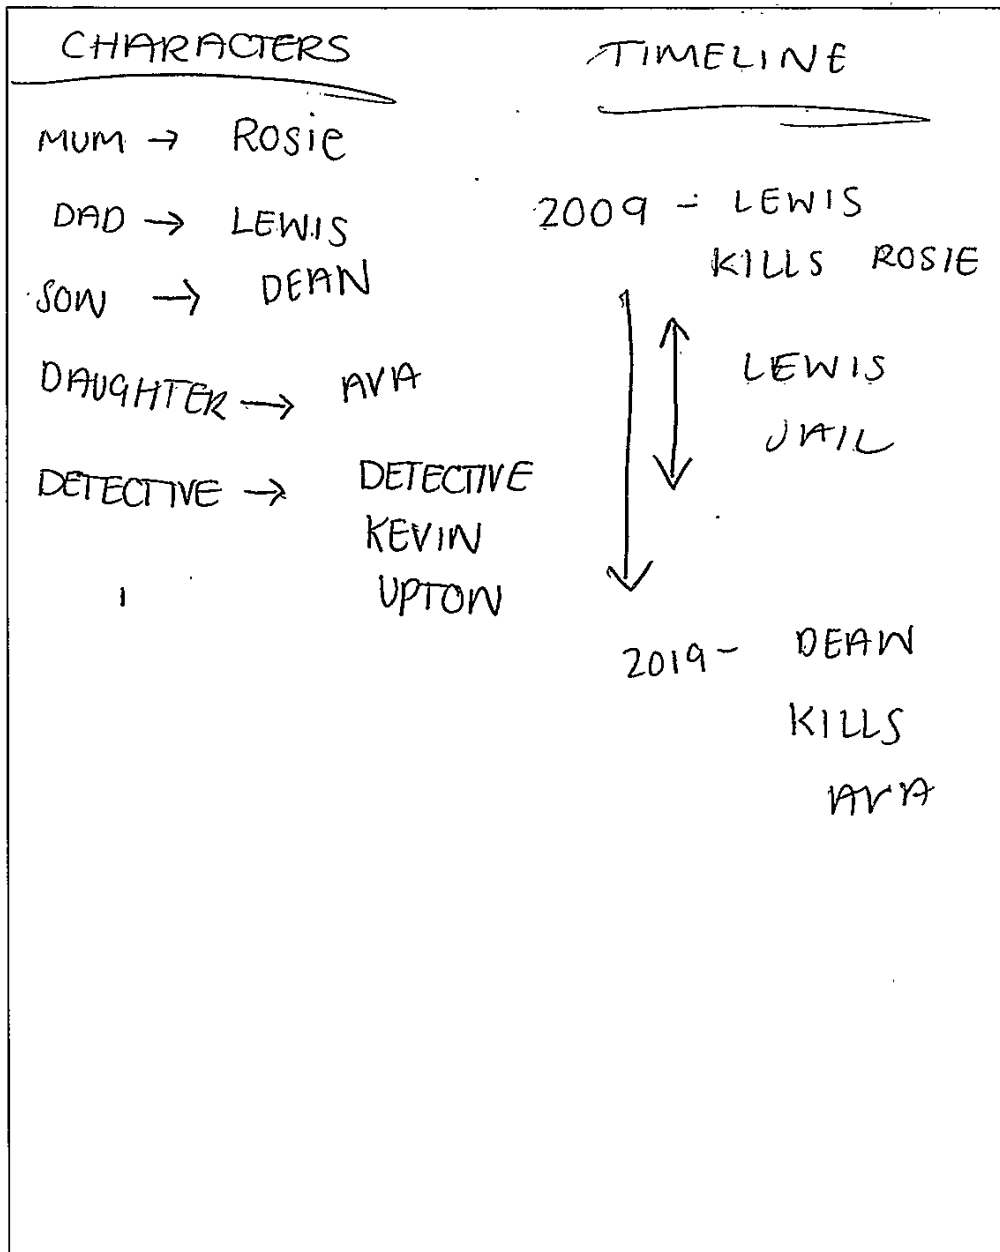 CHARACTERS
MUM → Rosie
DAD → LEWIS
SON → DEAN
DAUGHTER → AVA
DETECTIVE → DETECTIVE
KEVIN
UPTON
TIMELINE
2009 - LEWIS
KILLS ROSIE
LEWIS
JAIL
2019 - DEAN
KILLS
AVA